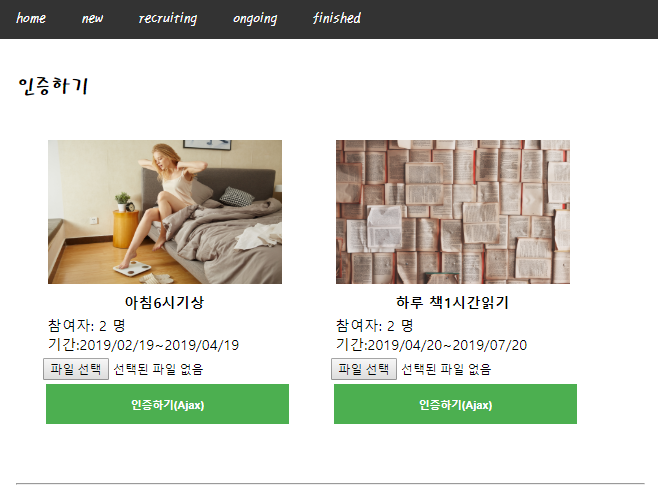 home new recruiting ongoing finished
인증하기
아침6시기상
참여자: 2 명
기간:2019/02/19~2019/04/19
파일 선택 선택된 파일 없음
인증하기(Ajax)
하루 책1시간읽기
참여자: 2 명
기간:2019/04/20~2019/07/20
파일 선택 선택된 파일 없음
인증하기(Ajax)